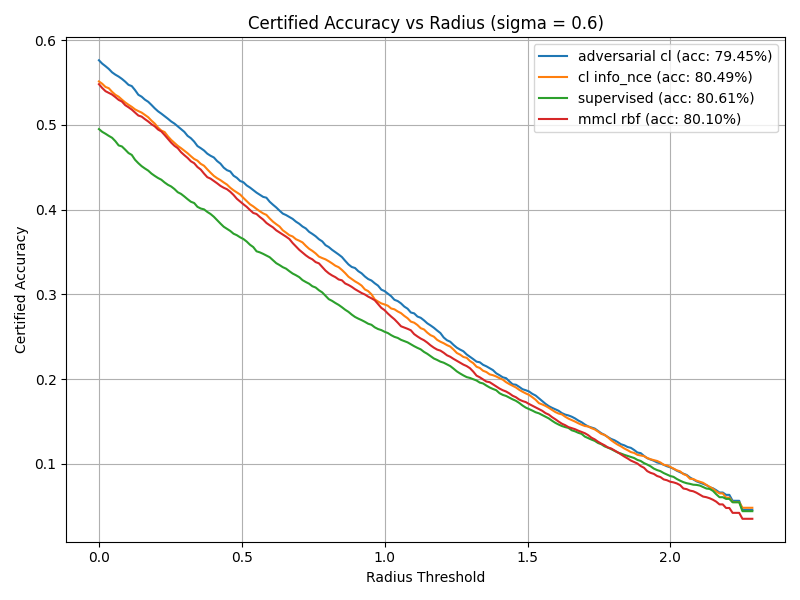 Certified Accuracy vs Radius (sigma = 0.6)
adversarial cl (acc: 79.45%)
cl info_nce (acc: 80.49%)
supervised (acc: 80.61%)
mmcl rbf (acc: 80.10%)
Certified Accuracy
0.6
0.5
0.4
0.3
0.2
0.1
0.0
0.5
1.0
1.5
2.0
Radius Threshold